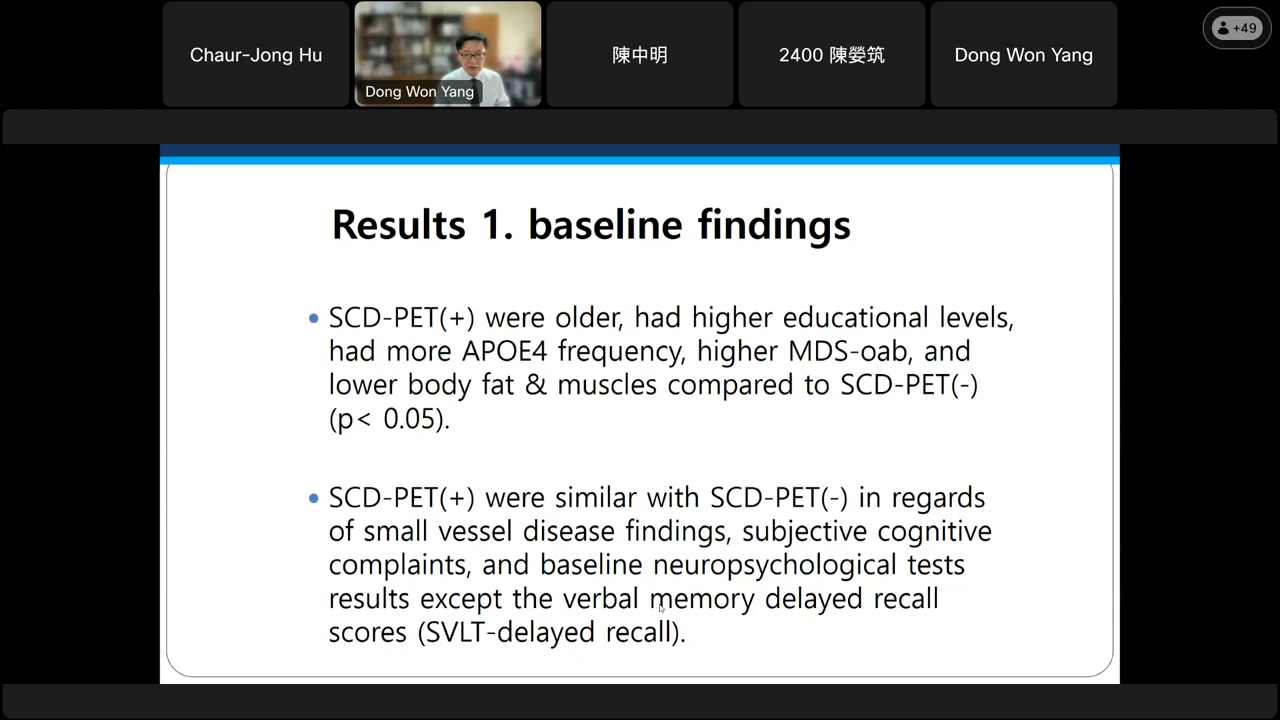 Chaur-Jong Hu
Dong Won Yang
陳中明
2400 陳嫈筑
Dong Won Yang
+49
Results 1. baseline findings
• SCD-PET(+) were older, had higher educational levels,
had more APOE4 frequency, higher MDS-oab, and
lower body fat & muscles compared to SCD-PET(-)
(p< 0.05).
• SCD-PET(+) were similar with SCD-PET(-) in regards
of small vessel disease findings, subjective cognitive
complaints, and baseline neuropsychological tests
results except the verbal memory delayed recall
scores (SVLT-delayed recall).